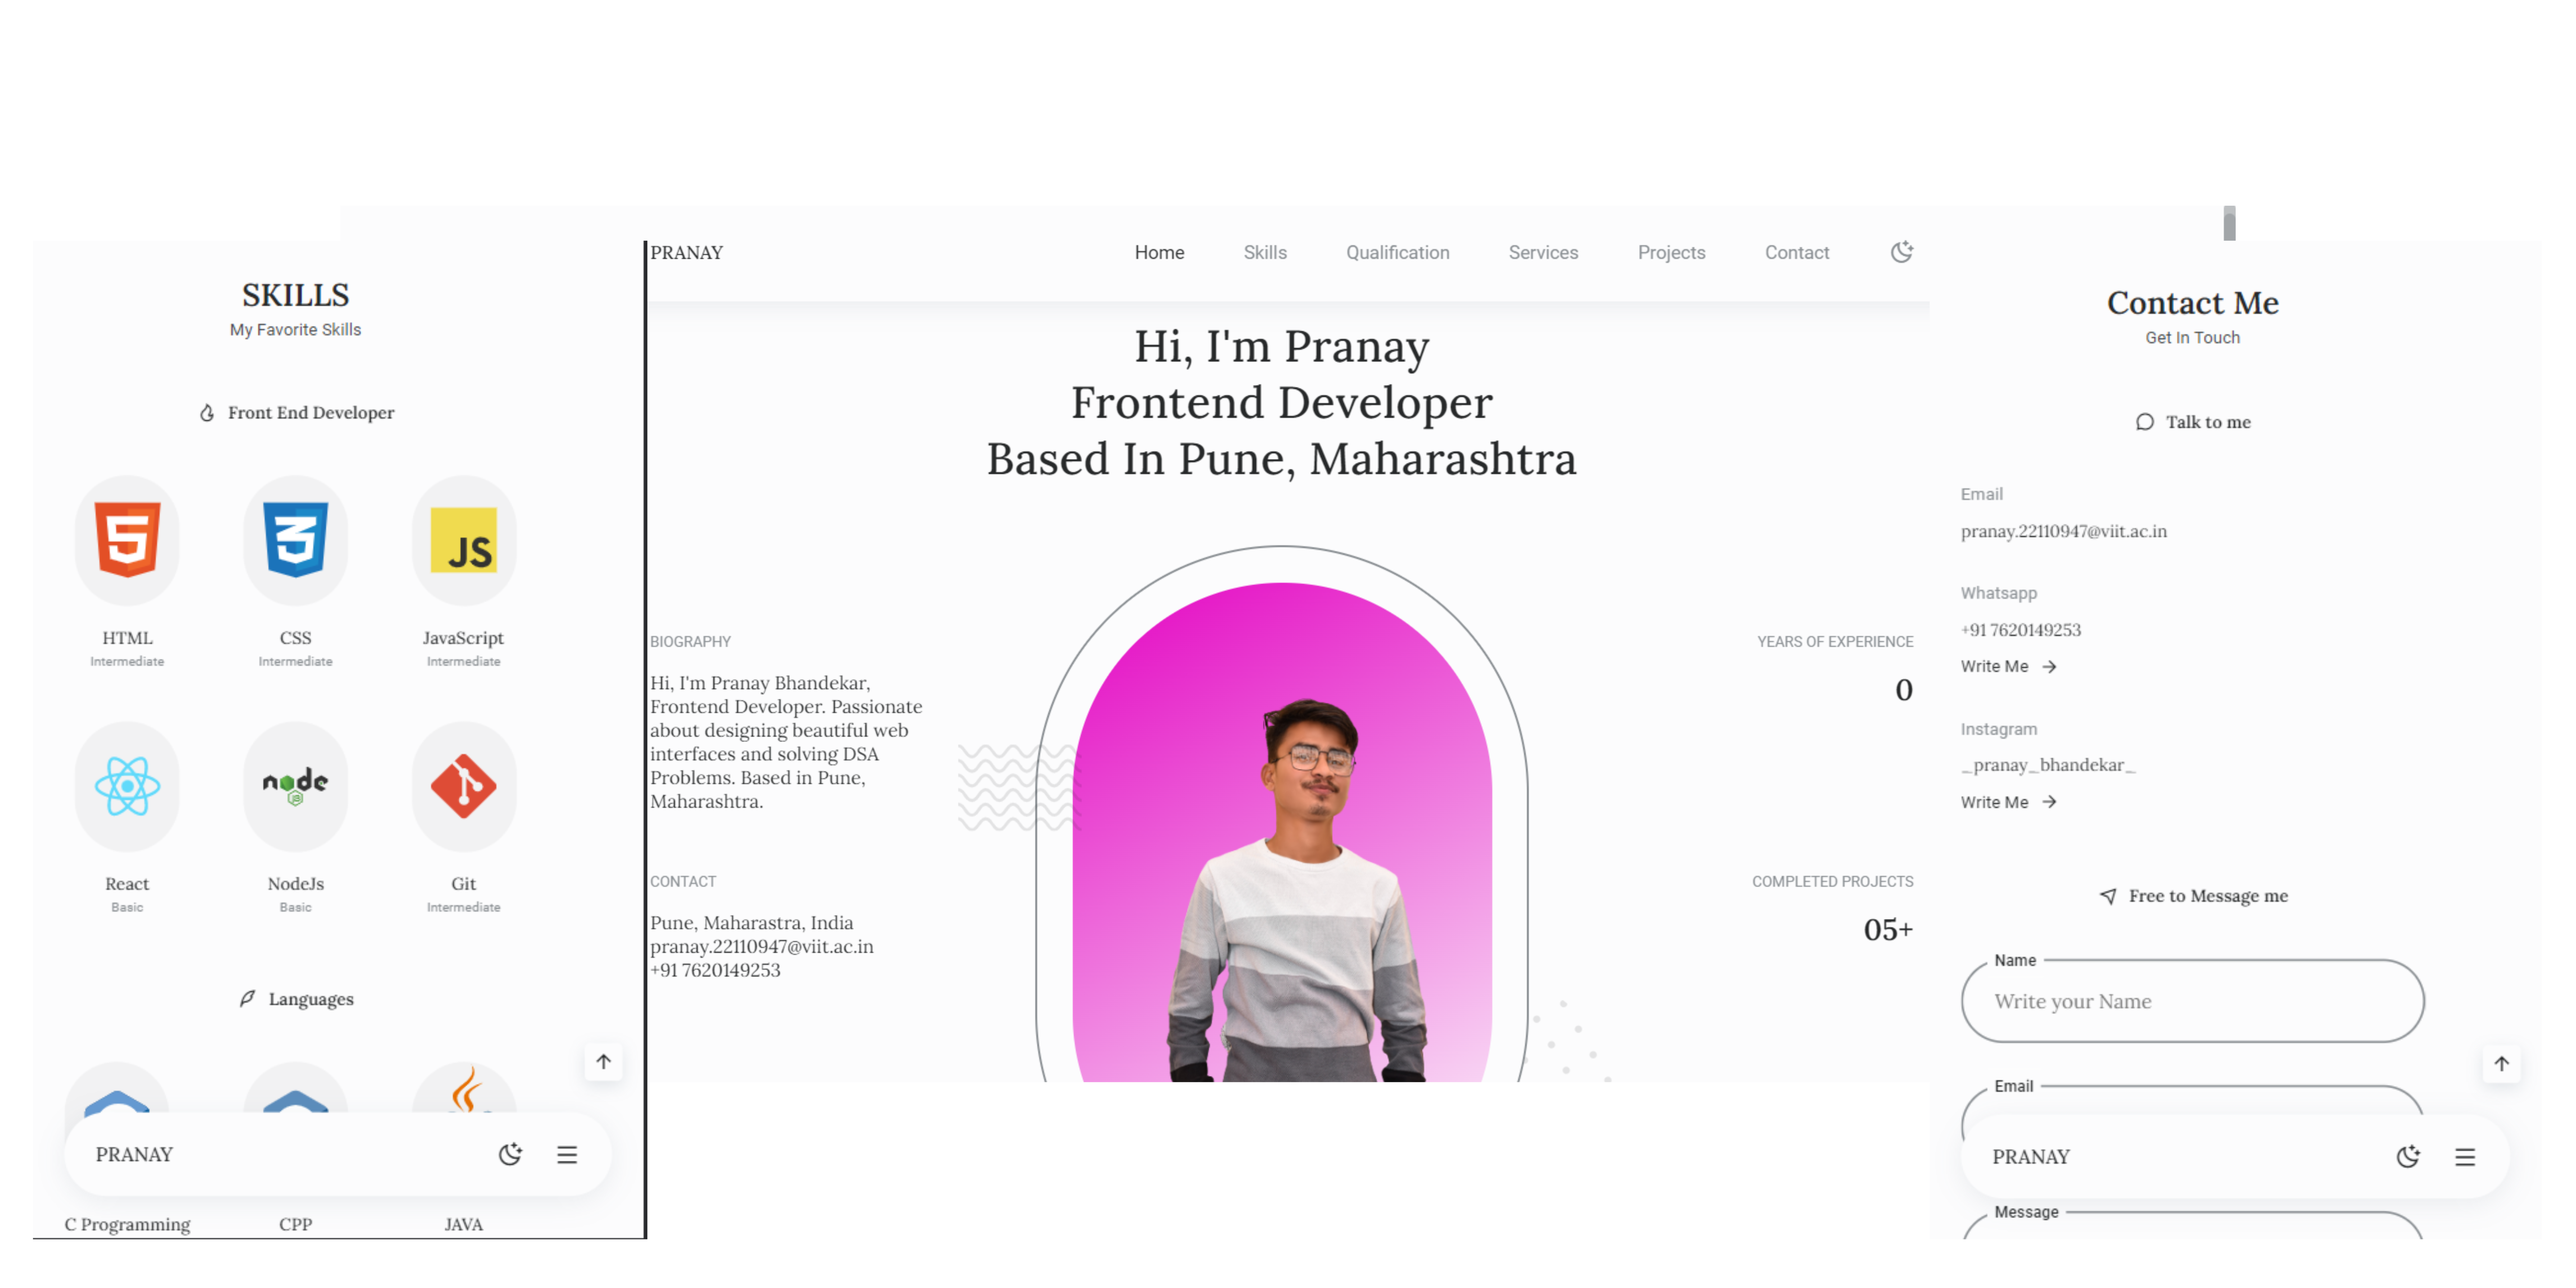 SKILLS
My Favorite Skills
Front End Developer
5
3
JS
HTML
CSS
JavaScript
Intermediate
Intermediate
Intermediate
node
JS
React
NodeJs
Git
Basic
Basic
Intermediate
Languages
PRANAY
C Programming
CPP
JAVA
PRANAY
Home
Skills
Qualification
Services
Projects
Contact
Hi, I'm Pranay
Frontend Developer
Based In Pune, Maharashtra
BIOGRAPHY
Hi, I'm Pranay Bhandekar,
Frontend Developer. Passionate
about designing beautiful web
interfaces and solving DSA
Problems. Based in Pune,
Maharashtra.
CONTACT
Pune, Maharastra, India
pranay.22110947@viit.ac.in
+91 7620149253
YEARS OF EXPERIENCE
0
COMPLETED PROJECTS
05+
Contact Me
Get In Touch
Talk to me
Email
pranay.22110947@viit.ac.in
Whatsapp
+91 7620149253
Write Me
Instagram
_pranay_bhandekar_
Write Me
Free to Message me
Name
Write your Name
Email
PRANAY
Message